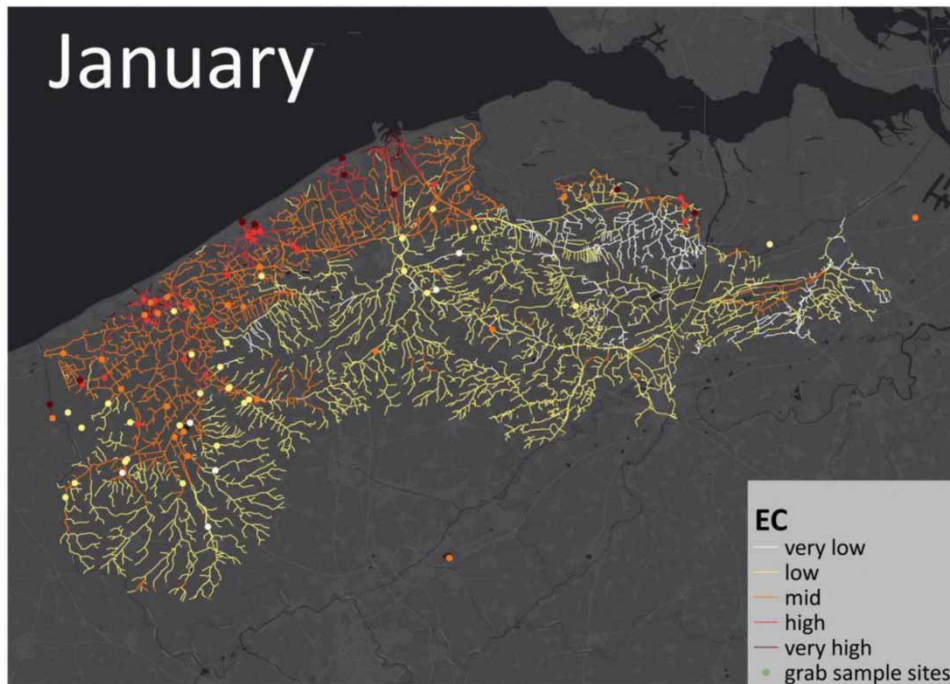 January
EC
very low
low
mid
high
very high
grab sample sites